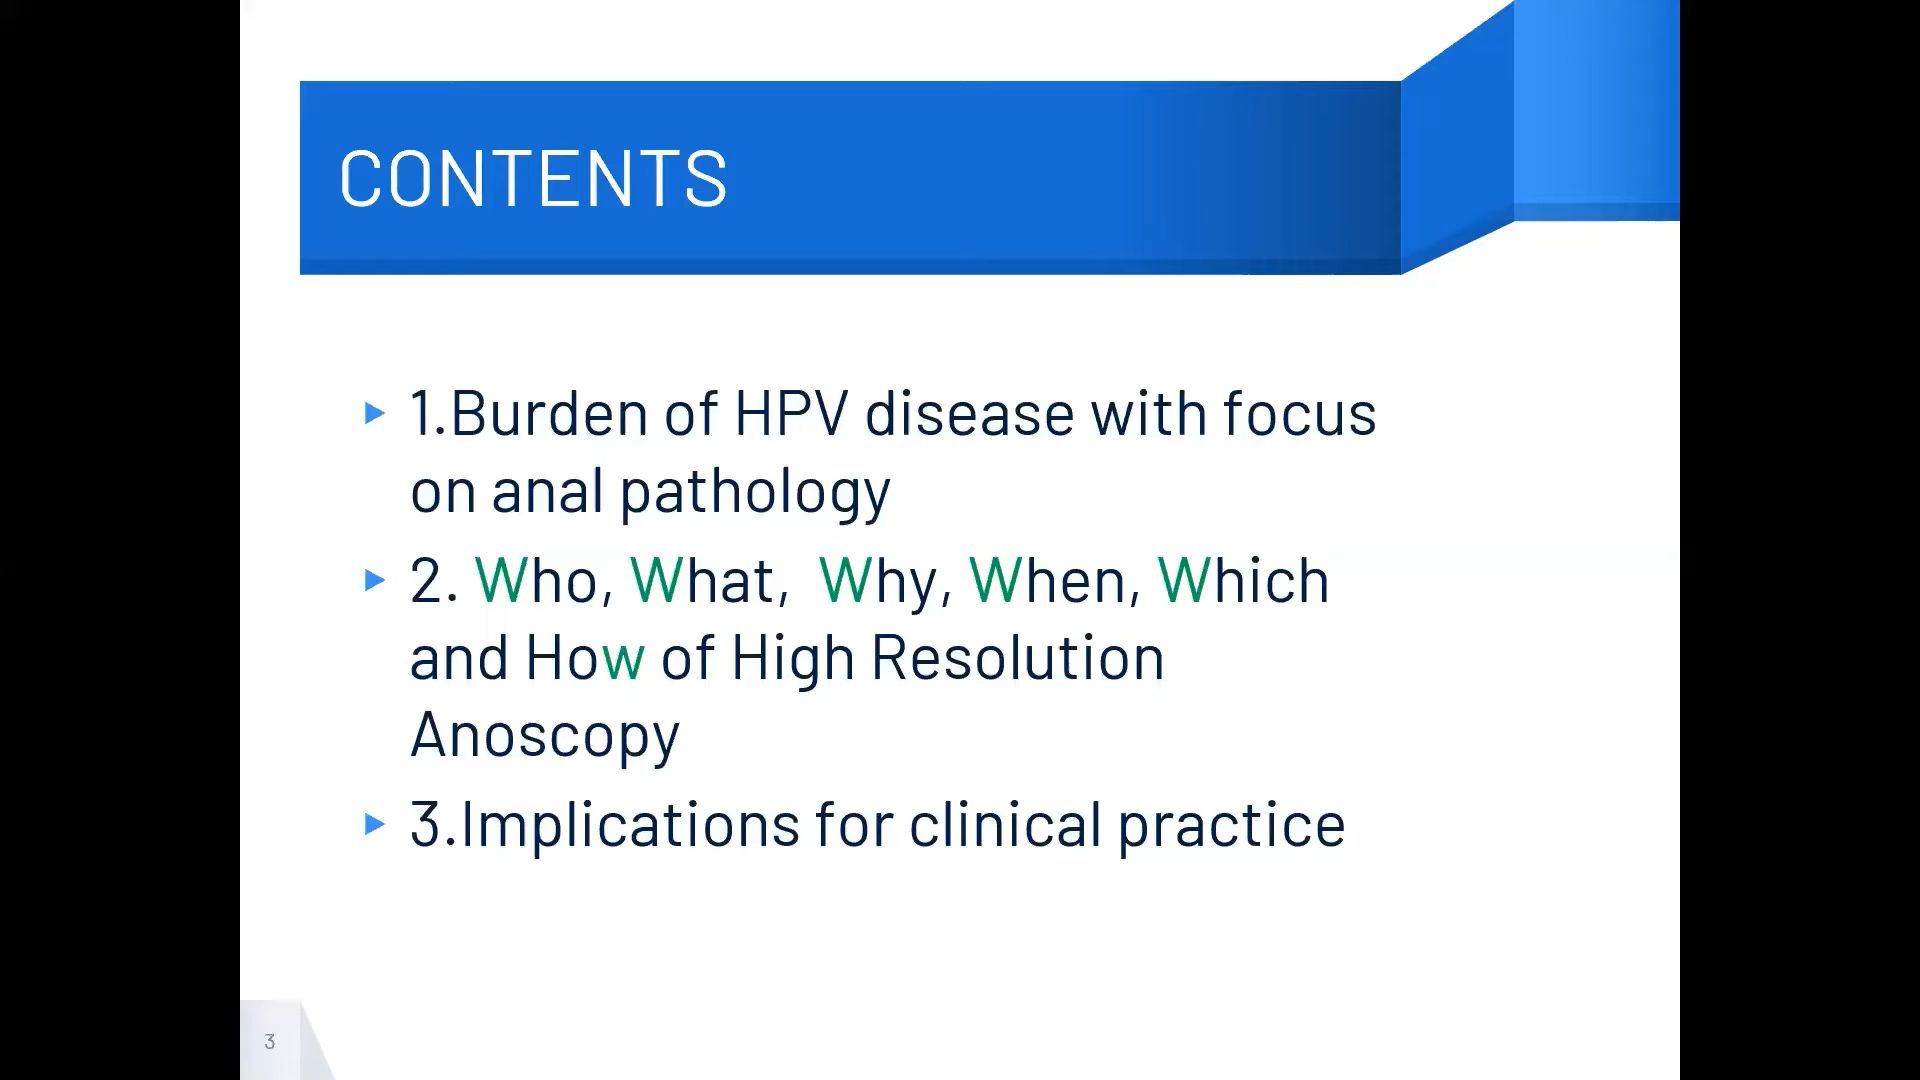 CONTENTS
1.Burden of HPV disease with focus
on anal pathology
2. Who, What,  Why, When, Which
and How of High Resolution
Anoscopy
3.Implications for clinical practice
3